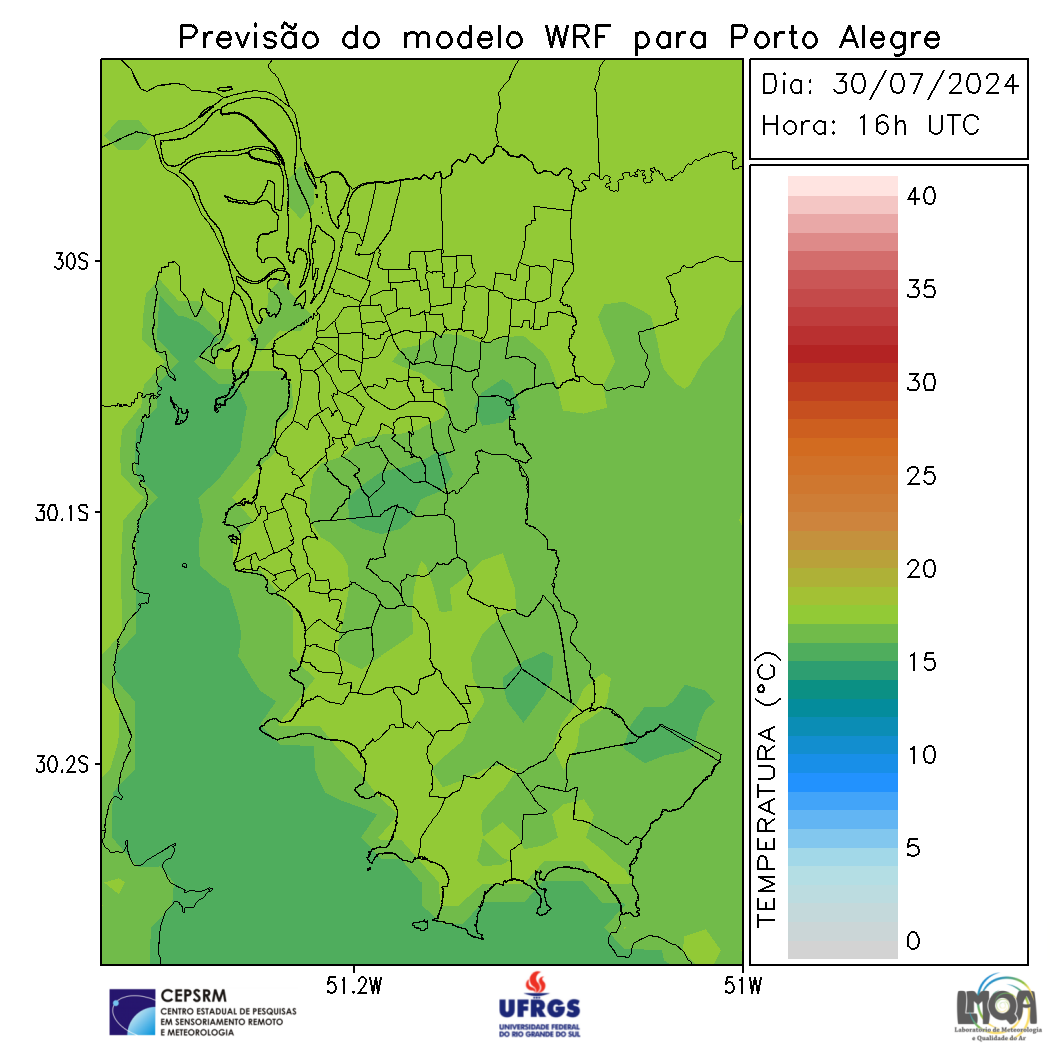 Previsão do modelo WRF para Porto Alegre
Dia: 30/07/2024
Hora: 16h UTC
40
35
30
25
20
15
10
5
0
TEMPERATURA (°C)
30S
30.1S
30.2S
51.2W
51W
CEPSRM
CENTRO ESTADUAL DE PESQUISAS
EM SENSORIAMENTO REMOTO
E METEOROLOGIA
UFRGS
UNIVERSIDADE FEDERAL
DO RIO GRANDE DO SUL
LMQA
Laboratório de Meteorologia
e Qualidade do Ar